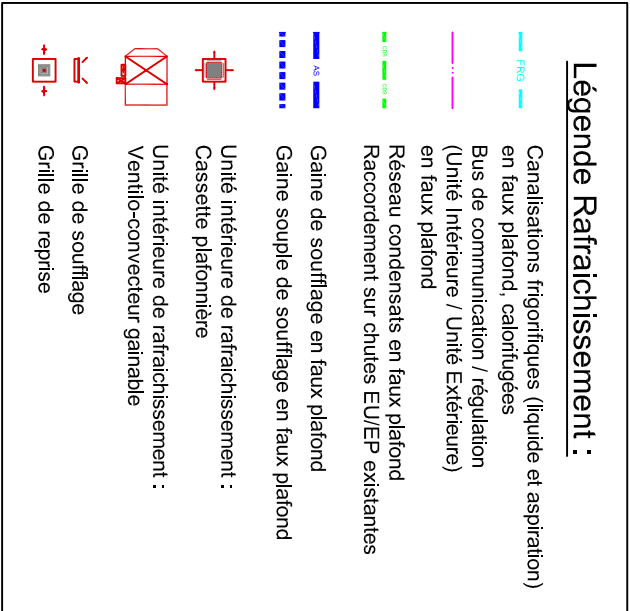 Légende Rafraichissement :
FRG
Canalisations frigorifiques (liquide et aspiration)
en faux plafond, calorifugées
Bus de communication / régulation
(Unité Intérieure / Unité Extérieure)
en faux plafond
Réseau condensats en faux plafond
Raccordement sur chutes EU/EP existantes
AS
Gaine de soufflage en faux plafond
Gaine souple de soufflage en faux plafond
Unité intérieure de rafraichissement :
Cassette plafonnière
Unité intérieure de rafraichissement :
Ventilo-convecteur gainable
Grille de soufflage
Grille de reprise